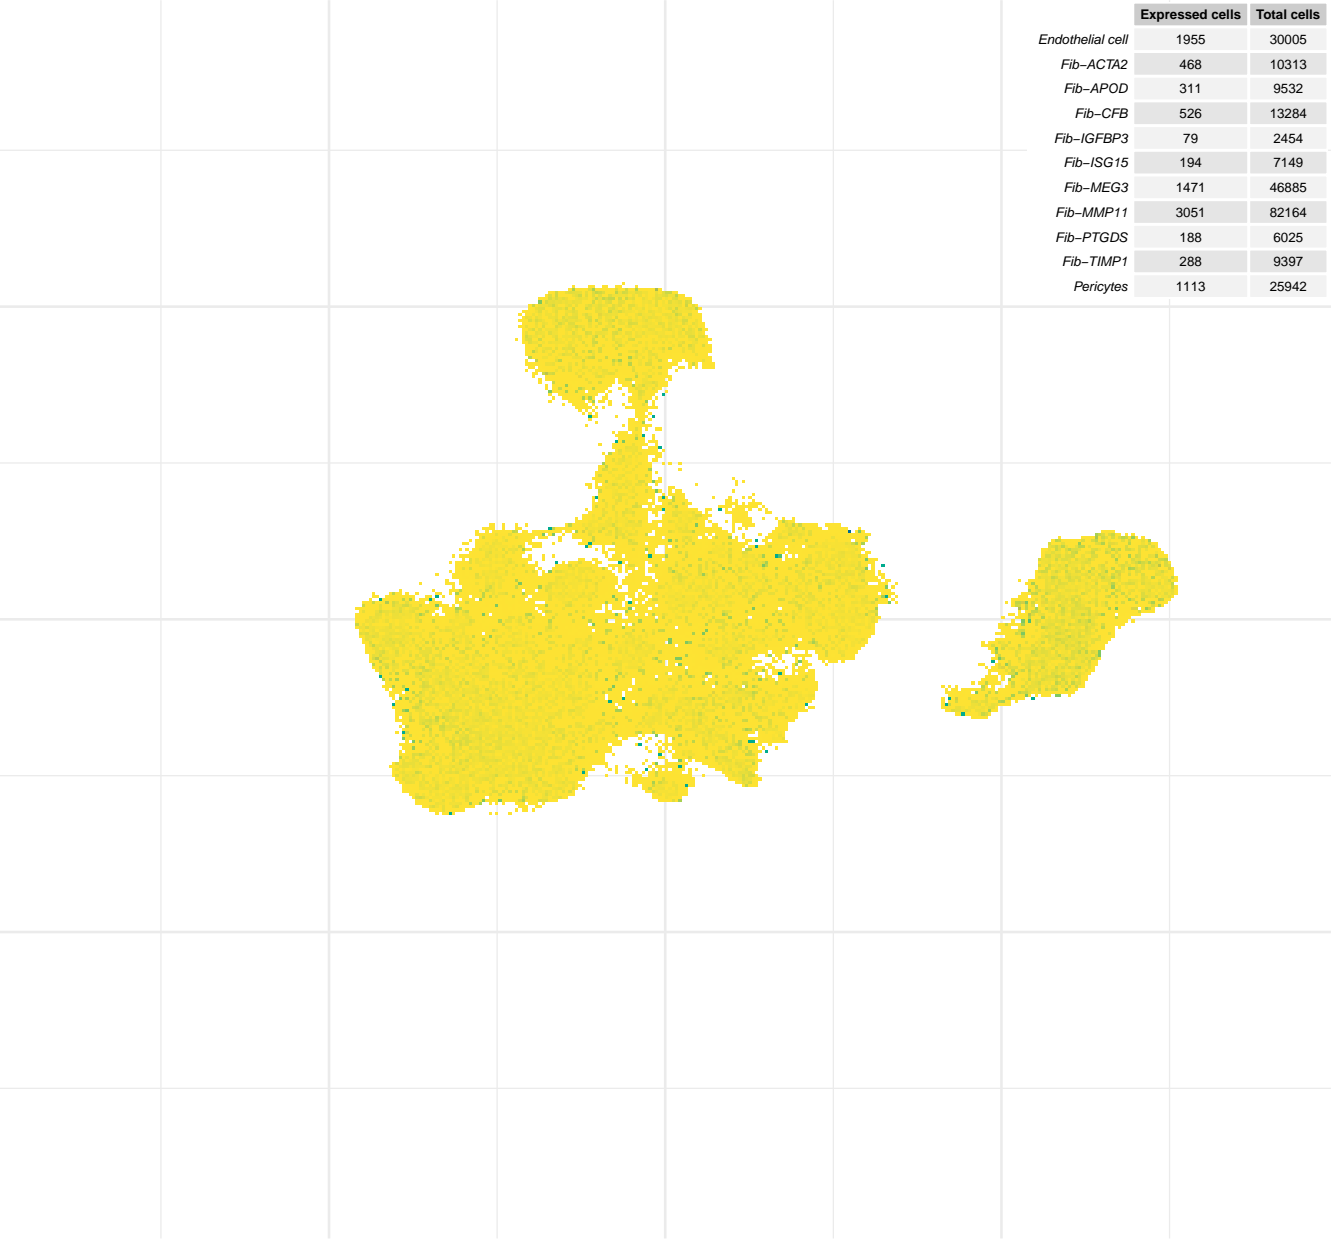 Expressed cells Total cells
Endothelial cell 1955 30005
Fib−ACTA2 468 10313
Fib−APOD 311 9532
Fib−CFB 526 13284
Fib−IGFBP3 79 2454
Fib−ISG15 194 7149
Fib−MEG3 1471 46885
Fib−MMP11 3051 82164
Fib−PTGDS 188 6025
Fib−TIMP1 288 9397
Pericytes 1113 25942